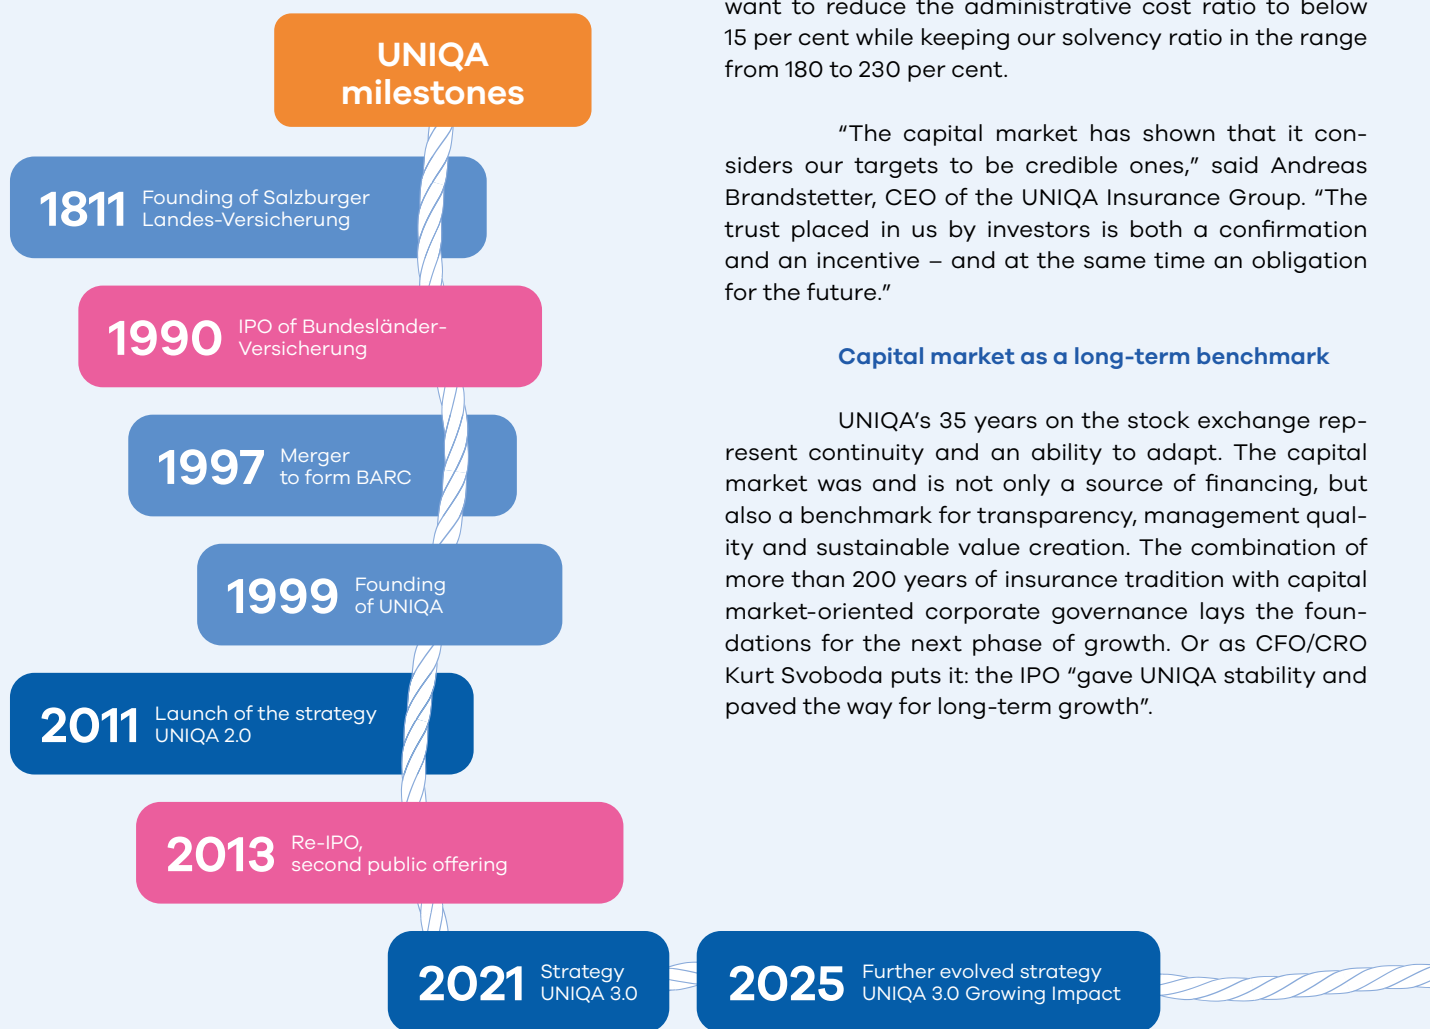 UNIQA
milestones
1811 Founding of Salzburger
Landes-Versicherung
1990 IPO of Bundesländer-
Versicherung
1997 Merger
to form BARC
1999 Founding
of UNIQA
2011 Launch of the strategy
UNIQA 2.0
2013 Re-IPO,
second public offering
2021 Strategy
UNIQA 3.0
2025 Further evolved strategy
UNIQA 3.0 Growing Impact
want to reduce the administrative cost ratio to below
15 per cent while keeping our solvency ratio in the range
from 180 to 230 per cent.
“The capital market has shown that it con-
siders our targets to be credible ones,” said Andreas
Brandstetter, CEO of the UNIQA Insurance Group. “The
trust placed in us by investors is both a confirmation
and an incentive – and at the same time an obligation
for the future.”
Capital market as a long-term benchmark
UNIQA’s 35 years on the stock exchange rep-
resent continuity and an ability to adapt. The capital
market was and is not only a source of financing, but
also a benchmark for transparency, management qual-
ity and sustainable value creation. The combination of
more than 200 years of insurance tradition with capital
market-oriented corporate governance lays the foun-
dations for the next phase of growth. Or as CFO/CRO
Kurt Svoboda puts it: the IPO “gave UNIQA stability and
paved the way for long-term growth”.